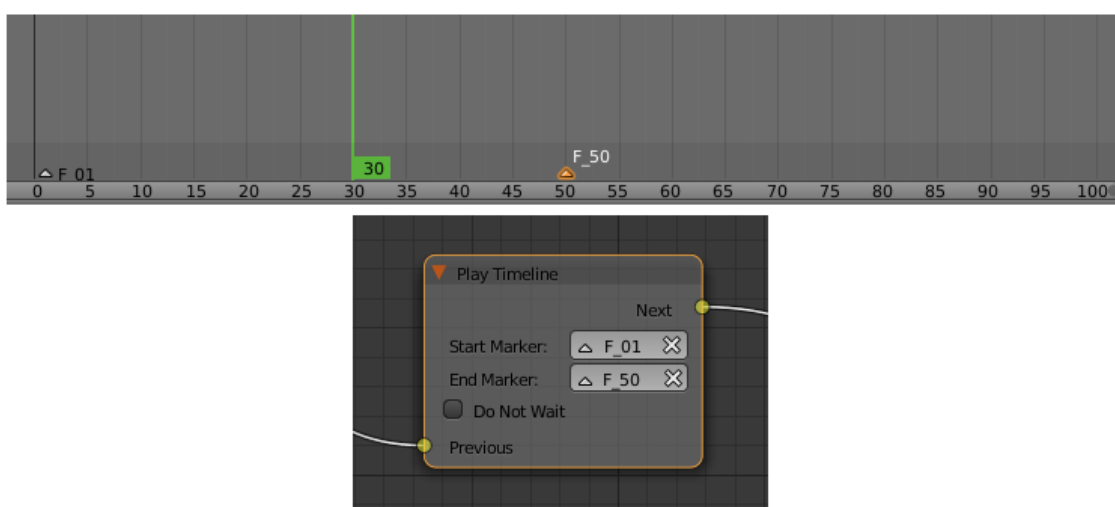 F_50
F_01
30
0 5 10 15 20 25 30 35 40 45 50 55 60 65 70 75 80 85 90 95 100
Play Timeline
Next
Start Marker: F_01
End Marker: F_50
Do Not Wait
Previous